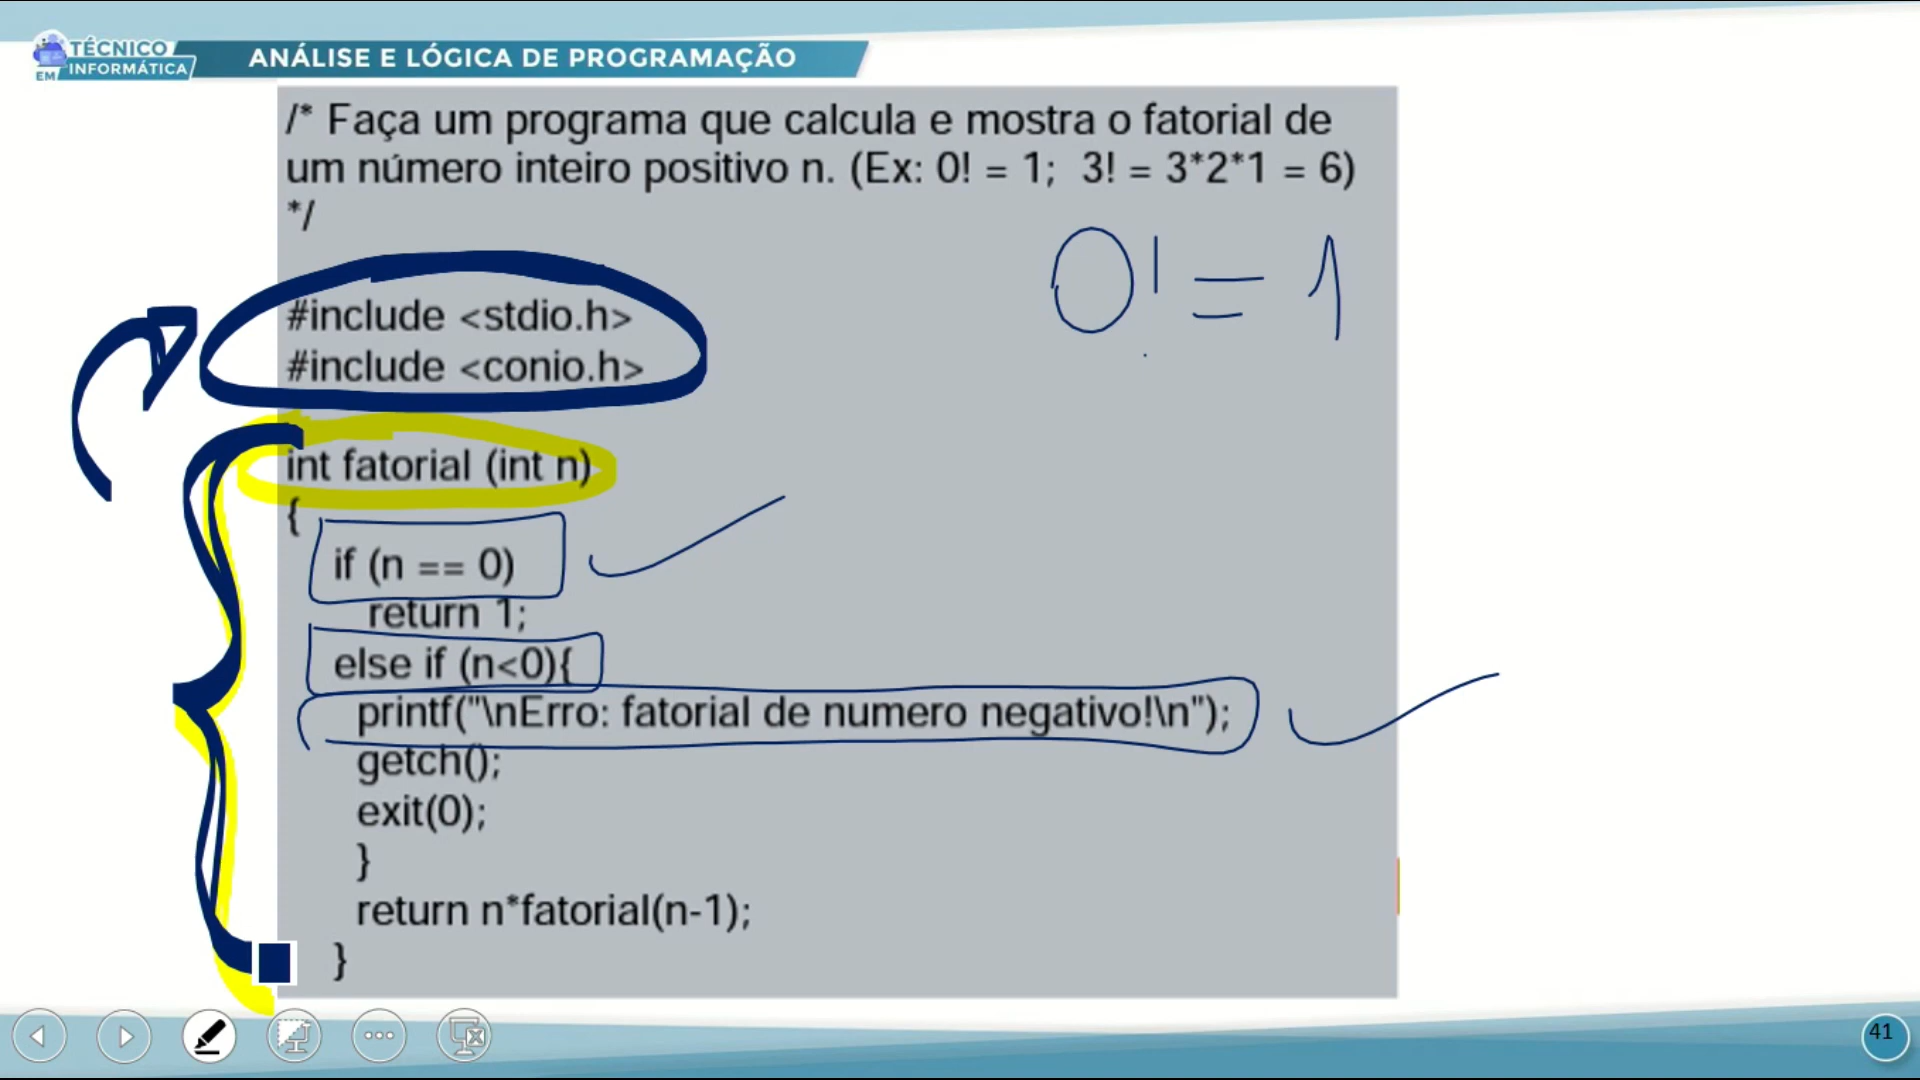 TÉCNICO
EM INFORMÁTICA
ANÁLISE E LÓGICA DE PROGRAMAÇÃO
/* Faça um programa que calcula e mostra o fatorial de
um número inteiro positivo n. (Ex: 0! = 1;  3! = 3*2*1 = 6)
*/
0! = 1
#include <stdio.h>
#include <conio.h>
int fatorial (int n)
{
if (n == 0)
return 1;
else if (n<0){
printf("\nErro: fatorial de numero negativo!\n");
getch();
exit(0);
}
return n*fatorial(n-1);
}
41